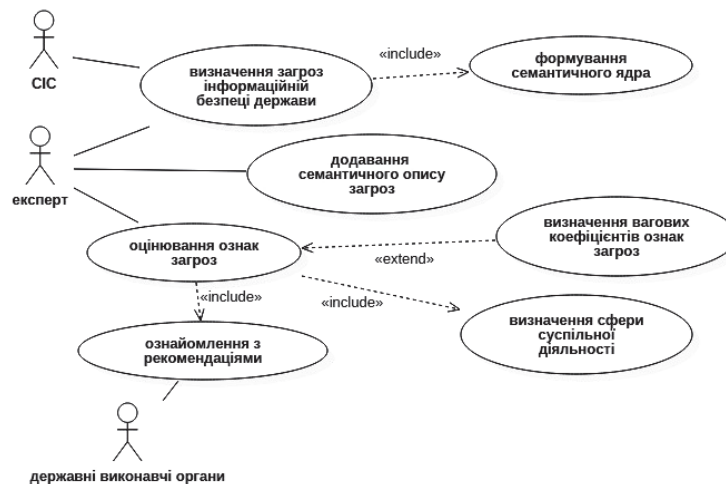 «include»
формування
семантичного ядра
визначення загроз
інформаційній
безпеці держави
СІС
додавання
семантичного опису
загроз
експерт
визначення вагових
коефіцієнтів ознак
загроз
оцінювання ознак
загроз
«extend»
«include»
«include»
визначення сфери
суспільної
діяльності
ознайомлення з
рекомендаціями
державні виконавчі органи